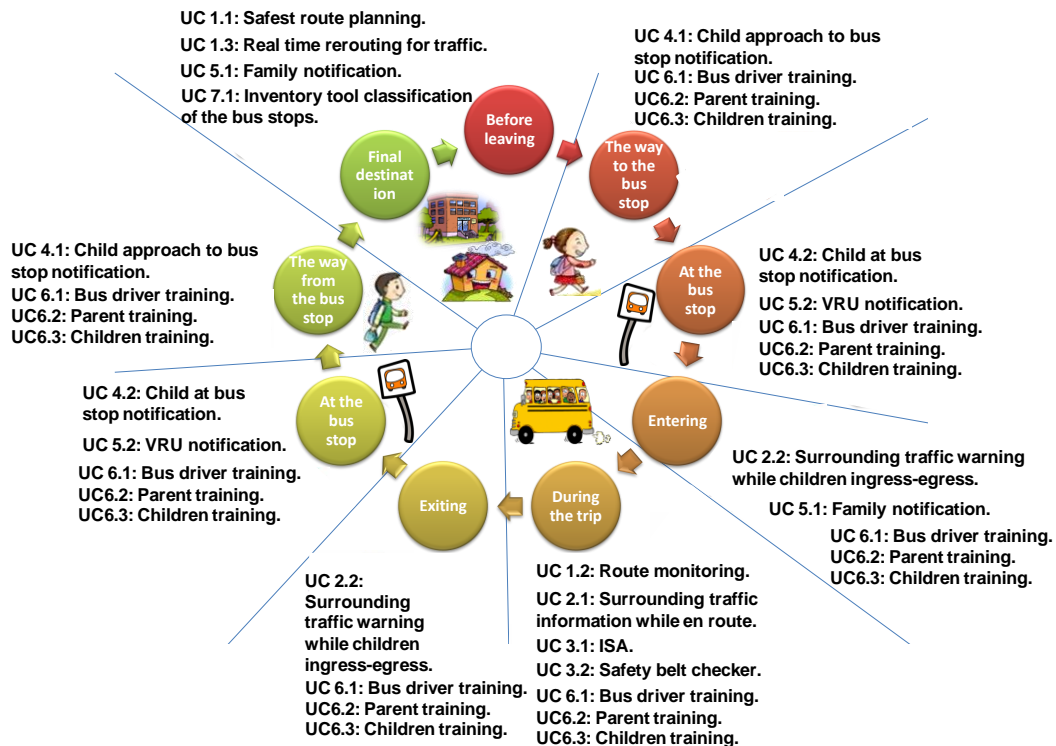 UC 1.1: Safest route planning.
UC 1.3: Real time rerouting for traffic.
UC 5.1: Family notification.
UC 7.1: Inventory tool classification
of the bus stops.
UC 4.1: Child approach to bus
stop notification.
UC 6.1: Bus driver training.
UC6.2: Parent training.
UC6.3: Children training.
Before
leaving
The way
to the
bus
stop
At the
bus
stop
UC 4.2: Child at bus
stop notification.
UC 5.2: VRU notification.
UC 6.1: Bus driver training.
UC6.2: Parent training.
UC6.3: Children training.
Entering
UC 2.2: Surrounding traffic warning
while children ingress-egress.
UC 5.1: Family notification.
UC 6.1: Bus driver training.
UC6.2: Parent training.
UC6.3: Children training.
During
the trip
UC 1.2: Route monitoring.
UC 2.1: Surrounding traffic
information while en route.
UC 3.1: ISA.
UC 3.2: Safety belt checker.
UC 6.1: Bus driver training.
UC6.2: Parent training.
UC6.3: Children training.
Exiting
UC 2.2:
Surrounding
traffic warning
while children
ingress-egress.
UC 6.1: Bus driver training.
UC6.2: Parent training.
UC6.3: Children training.
At the
bus
stop
UC 4.2: Child at bus
stop notification.
UC 5.2: VRU notification.
UC 6.1: Bus driver training.
UC6.2: Parent training.
UC6.3: Children training.
The way
from
the bus
stop
UC 4.1: Child approach to bus
stop notification.
UC 6.1: Bus driver training.
UC6.2: Parent training.
UC6.3: Children training.
Final
destinat
ion